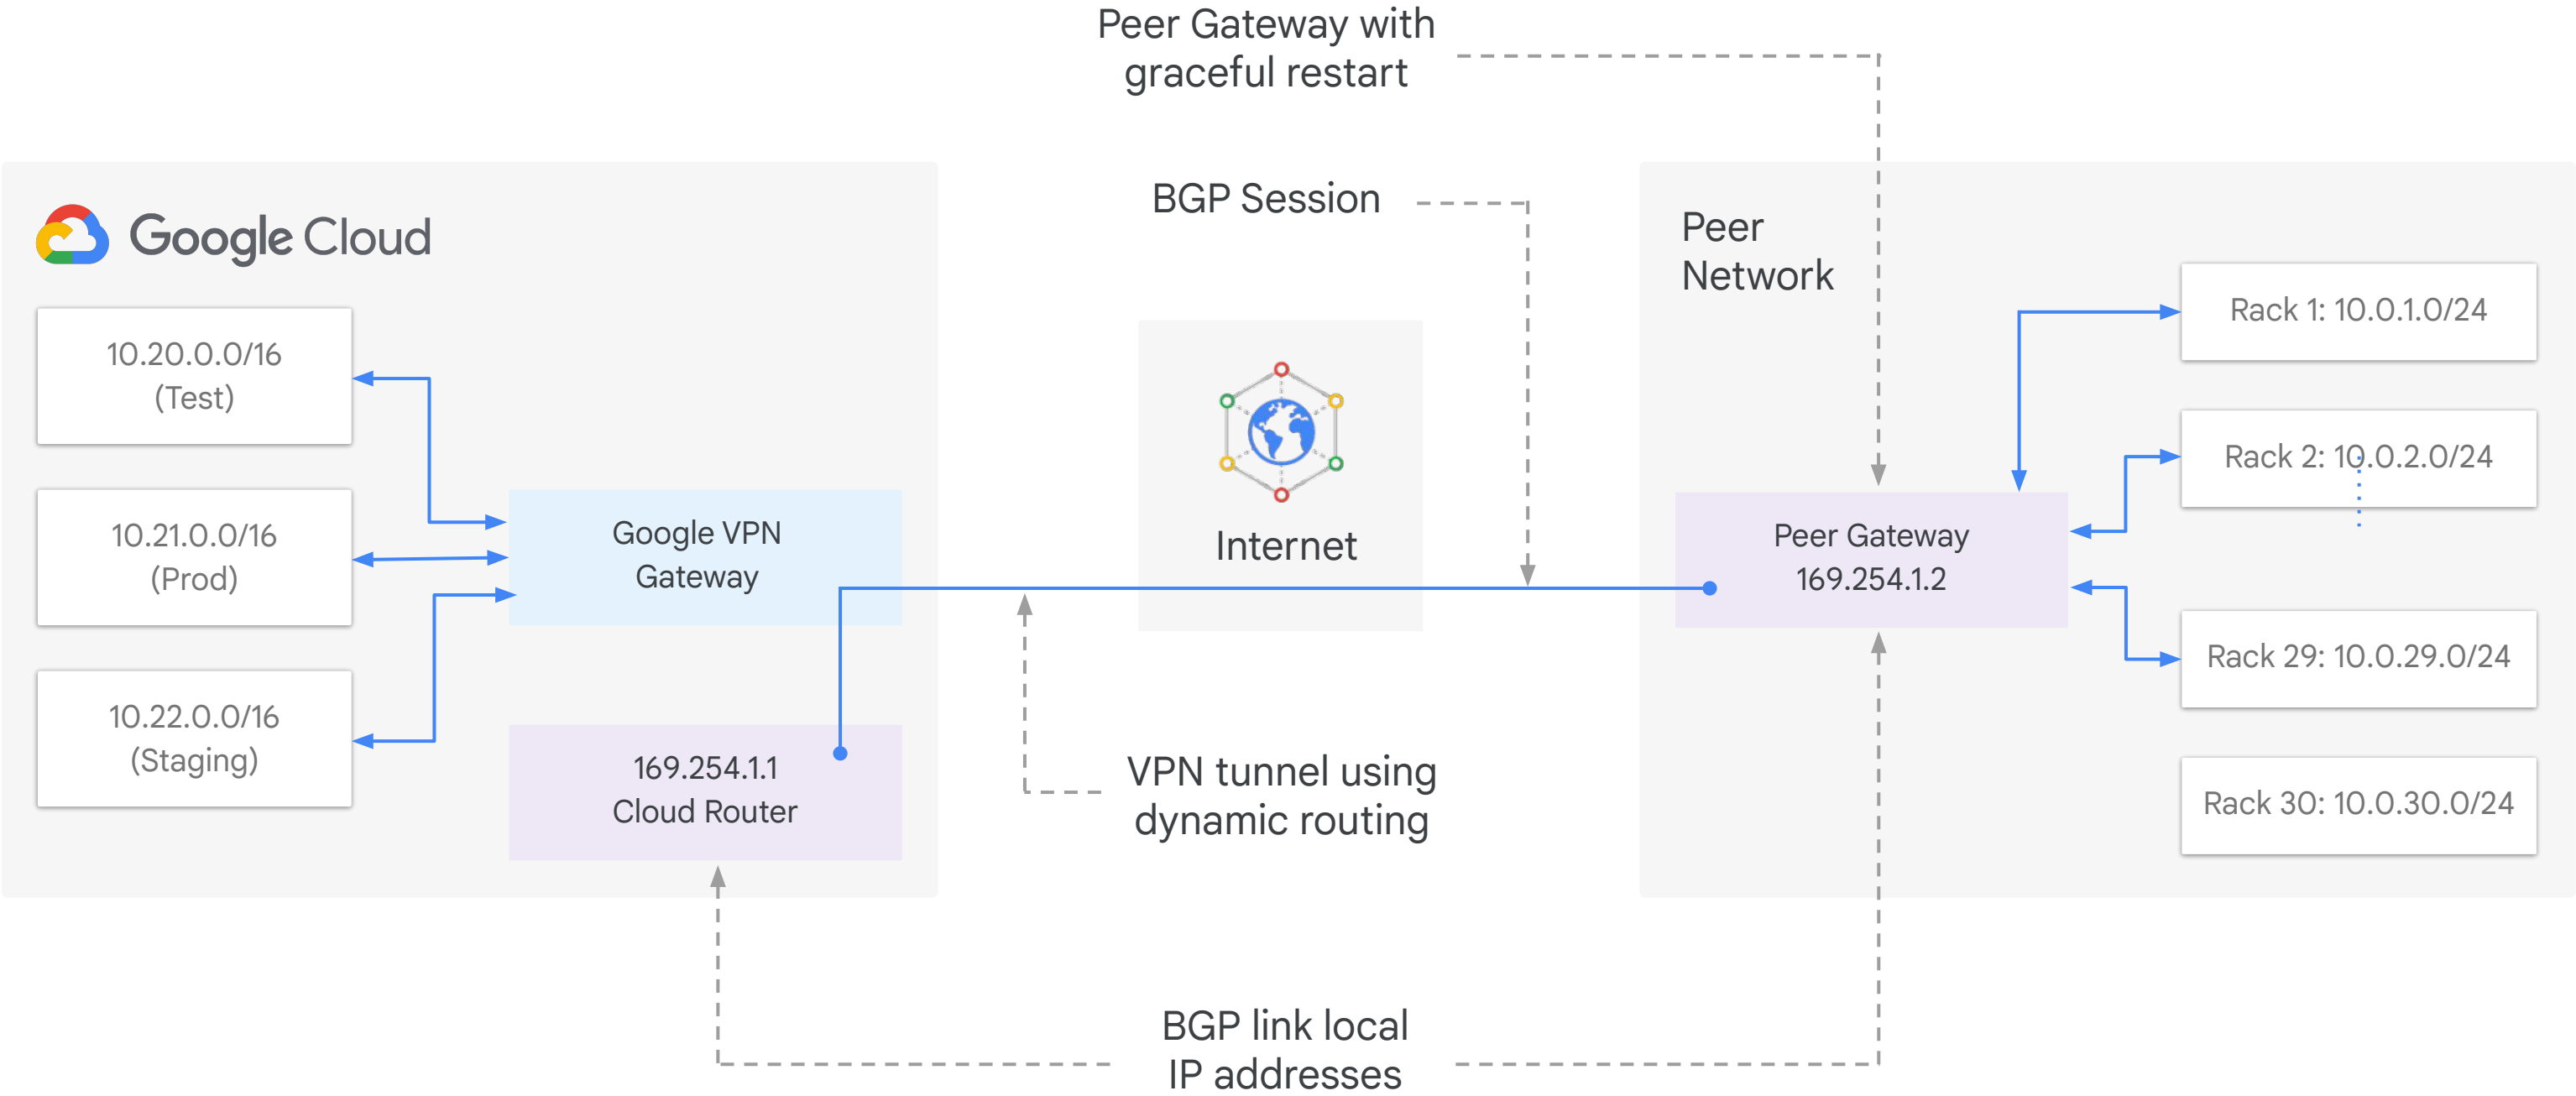 Peer Gateway with
graceful restart
BGP Session
Google Cloud
Peer
Network
10.20.0.0/16
(Test)
10.21.0.0/16
(Prod)
10.22.0.0/16
(Staging)
Google VPN
Gateway
169.254.1.1
Cloud Router
Internet
VPN tunnel using
dynamic routing
Peer Gateway
169.254.1.2
Rack 1: 10.0.1.0/24
Rack 2: 10.0.2.0/24
Rack 29: 10.0.29.0/24
Rack 30: 10.0.30.0/24
BGP link local
IP addresses